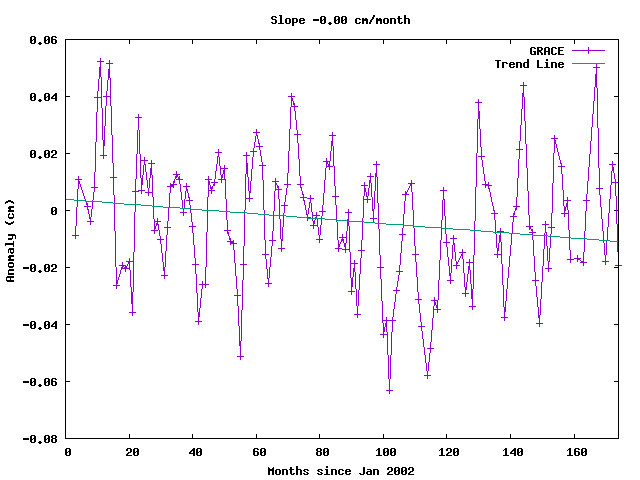 Slope -0.00 cm/month
GRACE
Trend Line
0.06
0.04
0.02
0
-0.02
-0.04
-0.06
-0.08
Anomaly (cm)
0 20 40 60 80 100 120 140 160
Months since Jan 2002